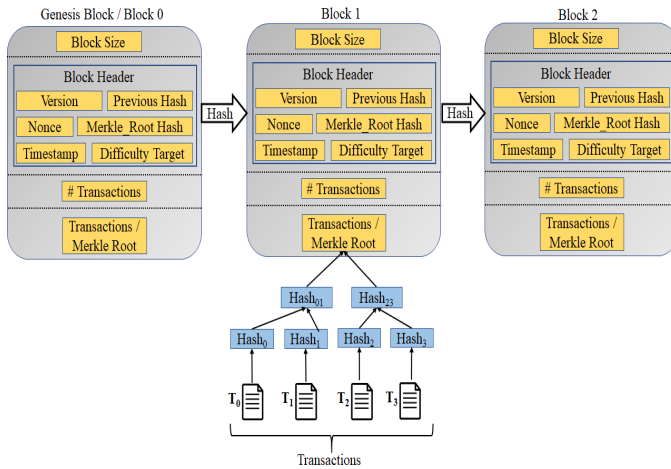 Genesis Block / Block 0
Block Size
Block Header
Version
Previous Hash
Nonce
Merkle_Root Hash
Timestamp
Difficulty Target
# Transactions
Transactions /
Merkle Root
Hash
Block 1
Block Size
Block Header
Version
Previous Hash
Nonce
Merkle_Root Hash
Timestamp
Difficulty Target
# Transactions
Transactions /
Merkle Root
Hash
Block 2
Block Size
Block Header
Version
Previous Hash
Nonce
Merkle_Root Hash
Timestamp
Difficulty Target
# Transactions
Transactions /
Merkle Root
Hash₀₁
Hash₂₃
Hash₀
Hash₁
Hash₂
Hash₃
T₀
T₁
T₂
T₃
Transactions